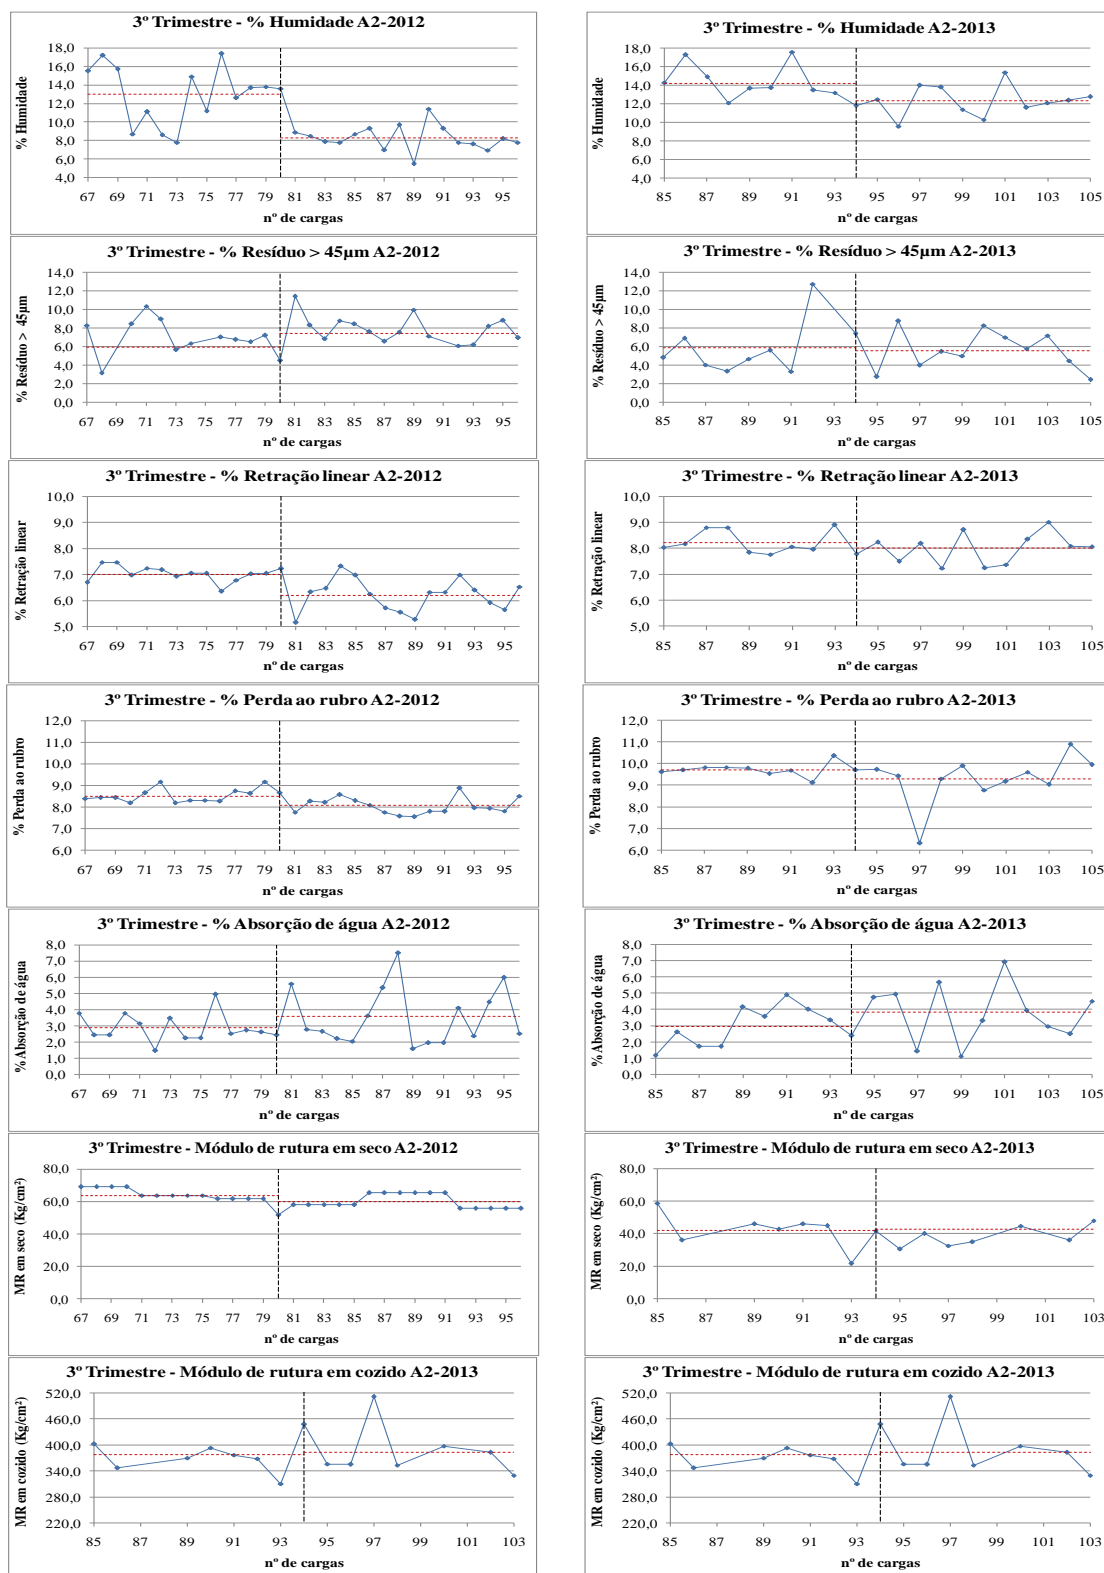 3º Trimestre - % Humidade A2-2012
% Humidade
18,0
16,0
14,0
12,0
10,0
8,0
6,0
4,0
67 69 71 73 75 77 79 81 83 85 87 89 91 93 95
nº de cargas
3º Trimestre - % Humidade A2-2013
% Humidade
18,0
16,0
14,0
12,0
10,0
8,0
6,0
4,0
85 87 89 91 93 95 97 99 101 103 105
nº de cargas
3º Trimestre - % Resíduo > 45µm A2-2012
% Resíduo > 45µm
14,0
12,0
10,0
8,0
6,0
4,0
2,0
0,0
67 69 71 73 75 77 79 81 83 85 87 89 91 93 95
nº de cargas
3º Trimestre - % Resíduo > 45µm A2-2013
% Resíduo > 45µm
14,0
12,0
10,0
8,0
6,0
4,0
2,0
0,0
85 87 89 91 93 95 97 99 101 103 105
nº de cargas
3º Trimestre - % Retração linear A2-2012
% Retração linear
10,0
9,0
8,0
7,0
6,0
5,0
67 69 71 73 75 77 79 81 83 85 87 89 91 93 95
nº de cargas
3º Trimestre - % Retração linear A2-2013
% Retração linear
10,0
9,0
8,0
7,0
6,0
5,0
85 87 89 91 93 95 97 99 101 103 105
nº de cargas
3º Trimestre - % Perda ao rubro A2-2012
% Perda ao rubro
12,0
11,0
10,0
9,0
8,0
7,0
6,0
67 69 71 73 75 77 79 81 83 85 87 89 91 93 95
nº de cargas
3º Trimestre - % Perda ao rubro A2-2013
% Perda ao rubro
12,0
11,0
10,0
9,0
8,0
7,0
6,0
85 87 89 91 93 95 97 99 101 103 105
nº de cargas
3º Trimestre - % Absorção de água A2-2012
% Absorção de água
8,0
7,0
6,0
5,0
4,0
3,0
2,0
1,0
0,0
67 69 71 73 75 77 79 81 83 85 87 89 91 93 95
nº de cargas
3º Trimestre - % Absorção de água A2-2013
% Absorção de água
8,0
7,0
6,0
5,0
4,0
3,0
2,0
1,0
0,0
85 87 89 91 93 95 97 99 101 103 105
nº de cargas
3º Trimestre - Módulo de rutura em seco A2-2012
MR em seco (Kg/cm²)
80,0
60,0
40,0
20,0
0,0
67 69 71 73 75 77 79 81 83 85 87 89 91 93 95
nº de cargas
3º Trimestre - Módulo de rutura em seco A2-2013
MR em seco (Kg/cm²)
80,0
60,0
40,0
20,0
0,0
85 87 89 91 93 95 97 99 101 103
nº de cargas
3º Trimestre - Módulo de rutura em cozido A2-2013
MR em cozido (Kg/cm²)
520,0
460,0
400,0
340,0
280,0
220,0
85 87 89 91 93 95 97 99 101 103
nº de cargas
3º Trimestre - Módulo de rutura em cozido A2-2013
MR em cozido (Kg/cm²)
520,0
460,0
400,0
340,0
280,0
220,0
85 87 89 91 93 95 97 99 101 103
nº de cargas